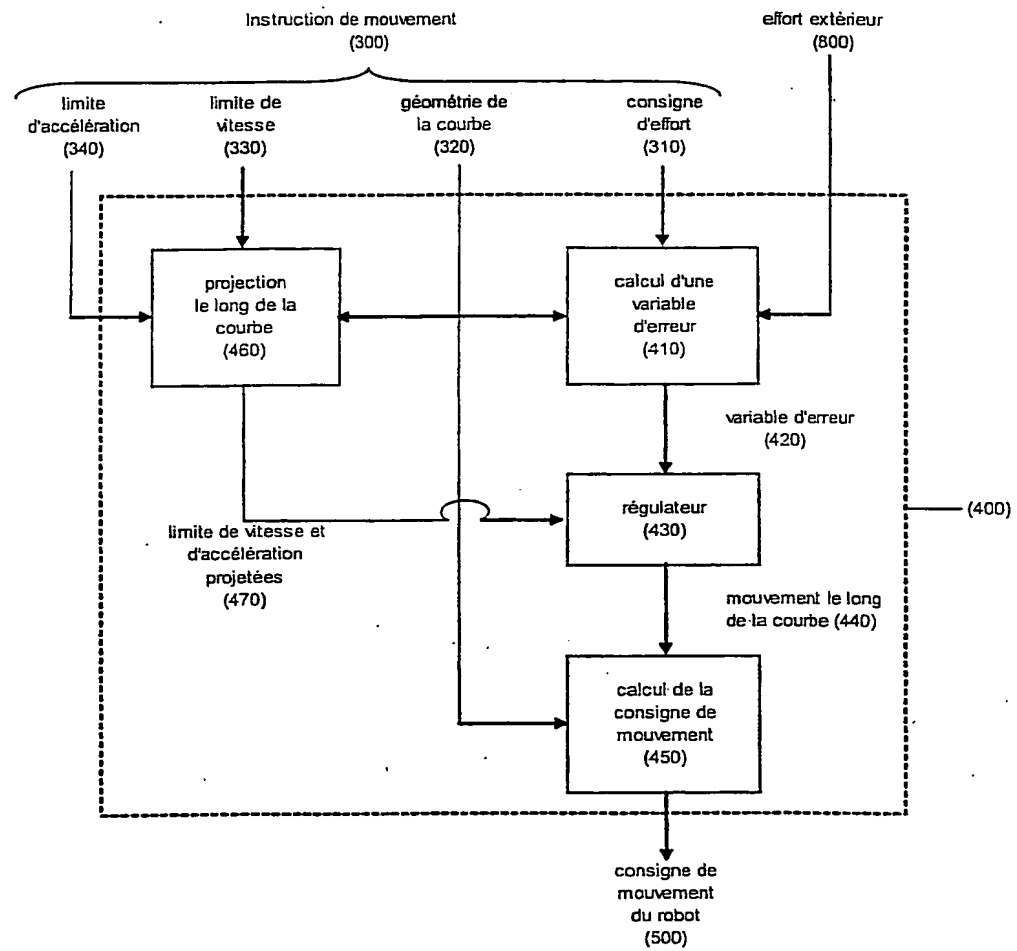 Instruction de mouvement
(300)
effort extérieur
(800)
limite
d'accélération
(340)
limite de
vitesse
(330)
géométrie de
la courbe
(320)
consigne
d'effort
(310)
projection
le long de la
courbe
(460)
calcul d'une
variable
d'erreur
(410)
variable d'erreur
(420)
régulateur
(430)
(400)
limite de vitesse et
d'accélération
projetées
(470)
mouvement le long
de la courbe (440)
calcul de la
consigne de
mouvement
(450)
consigne de
mouvement
du robot
(500)